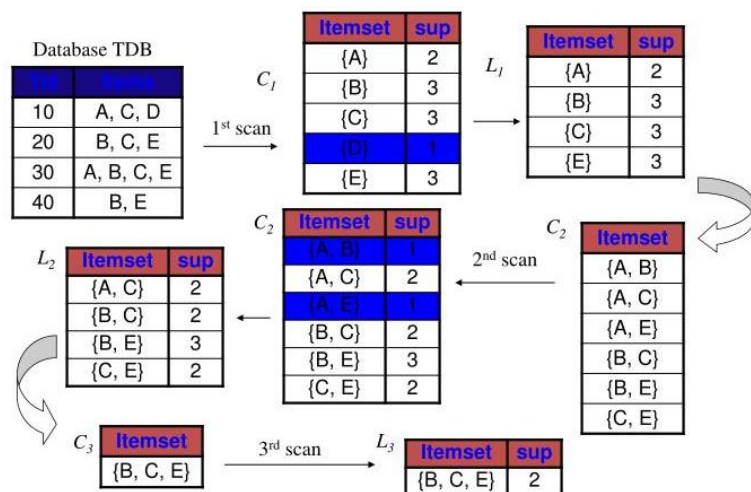 Database TDB
Tid Items
10 A, C, D
20 B, C, E
30 A, B, C, E
40 B, E
1st scan
C1
Itemset sup
{A} 2
{B} 3
{C} 3
{D} 1
{E} 3
L1
Itemset sup
{A} 2
{B} 3
{C} 3
{E} 3
C2
Itemset
{A, B}
{A, C}
{A, E}
{B, C}
{B, E}
{C, E}
2nd scan
C2
Itemset sup
{A, B} 1
{A, C} 2
{A, E} 1
{B, C} 2
{B, E} 3
{C, E} 2
L2
Itemset sup
{A, C} 2
{B, C} 2
{B, E} 3
{C, E} 2
C3
Itemset
{B, C, E}
3rd scan
L3
Itemset sup
{B, C, E} 2